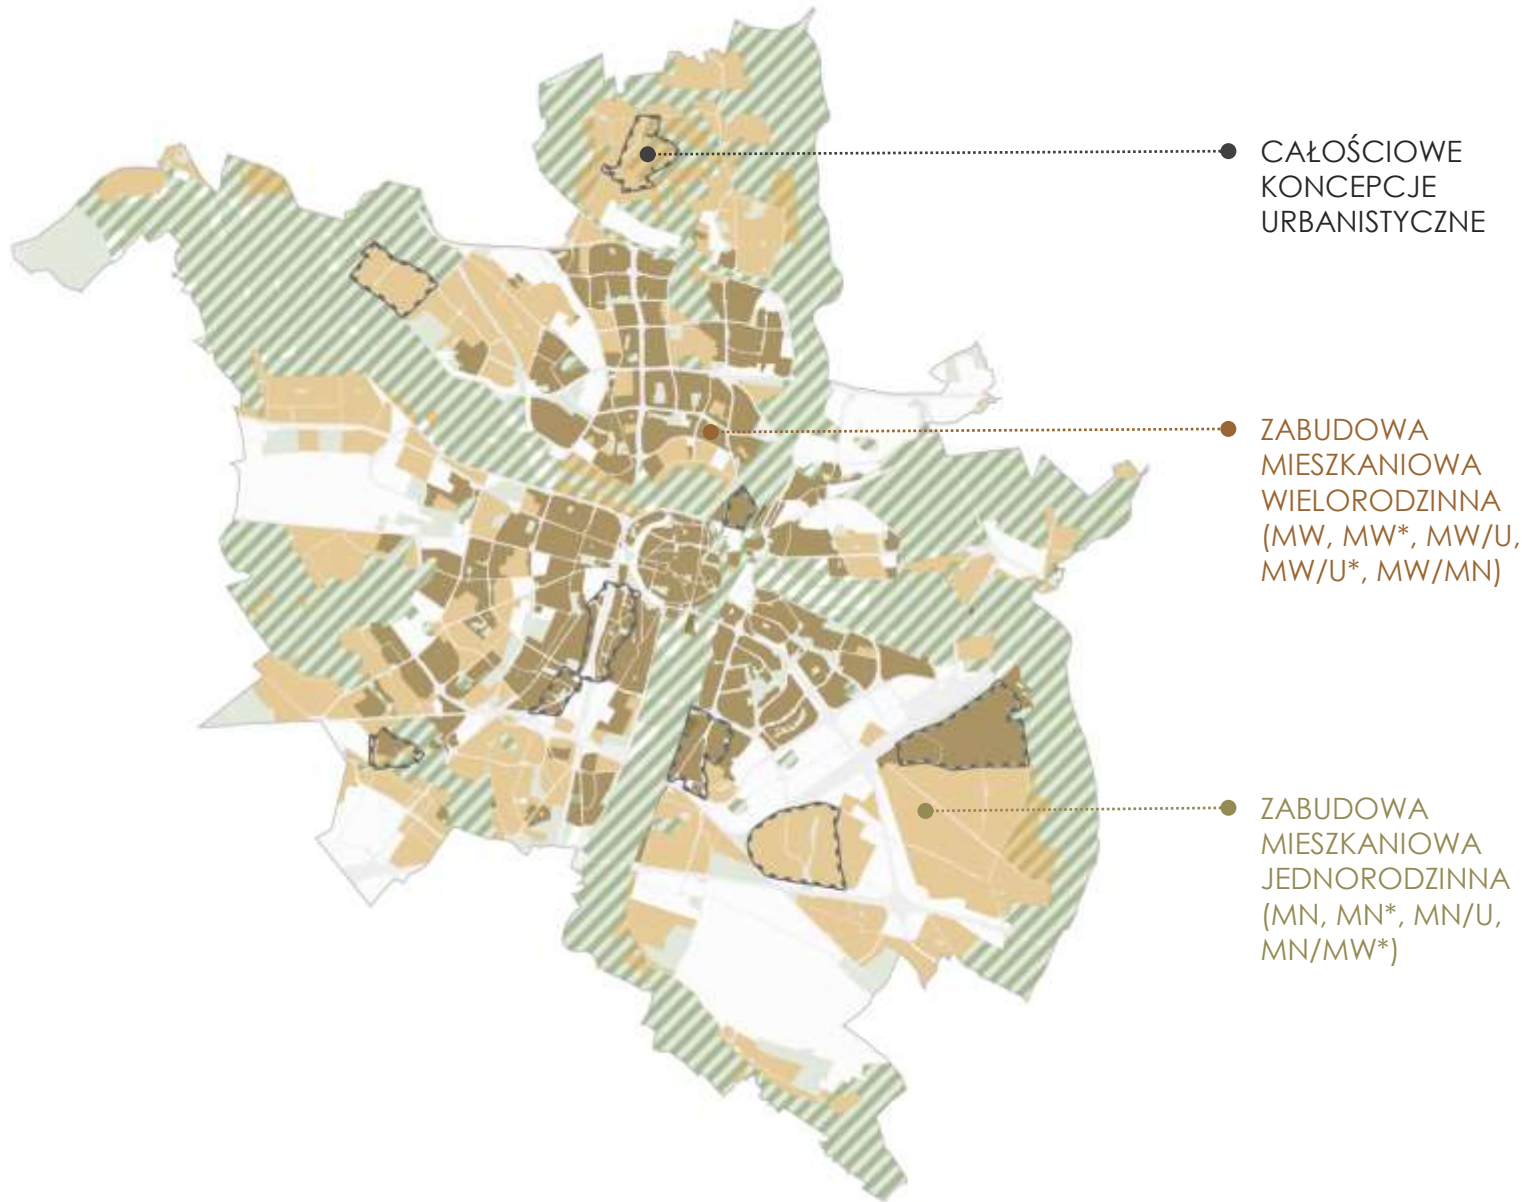 CAŁOŚCIOWE
KONCEPCJE
URBANISTYCZNE
ZABUDOWA
MIESZKANIOWA
WIELORODZINNA
(MW, MW*, MW/U,
MW/U*, MW/MN)
ZABUDOWA
MIESZKANIOWA
JEDNORODZINNA
(MN, MN*, MN/U,
MN/MW*)